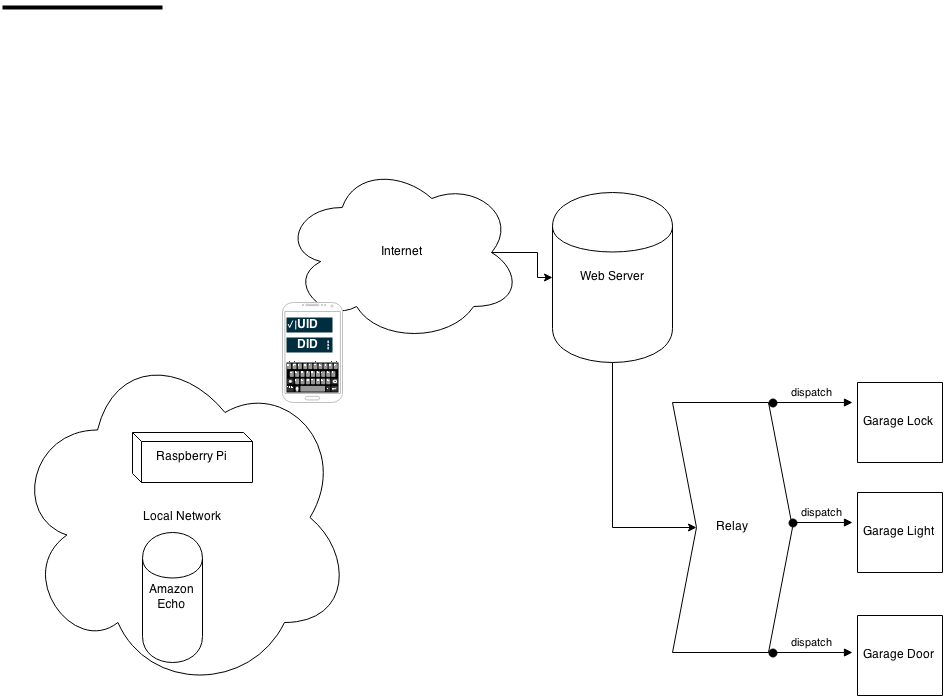 Internet
Web Server
✓|UID
DID
dispatch
Garage Lock
Raspberry Pi
Local Network
dispatch
Relay
Garage Light
Amazon
Echo
dispatch
Garage Door